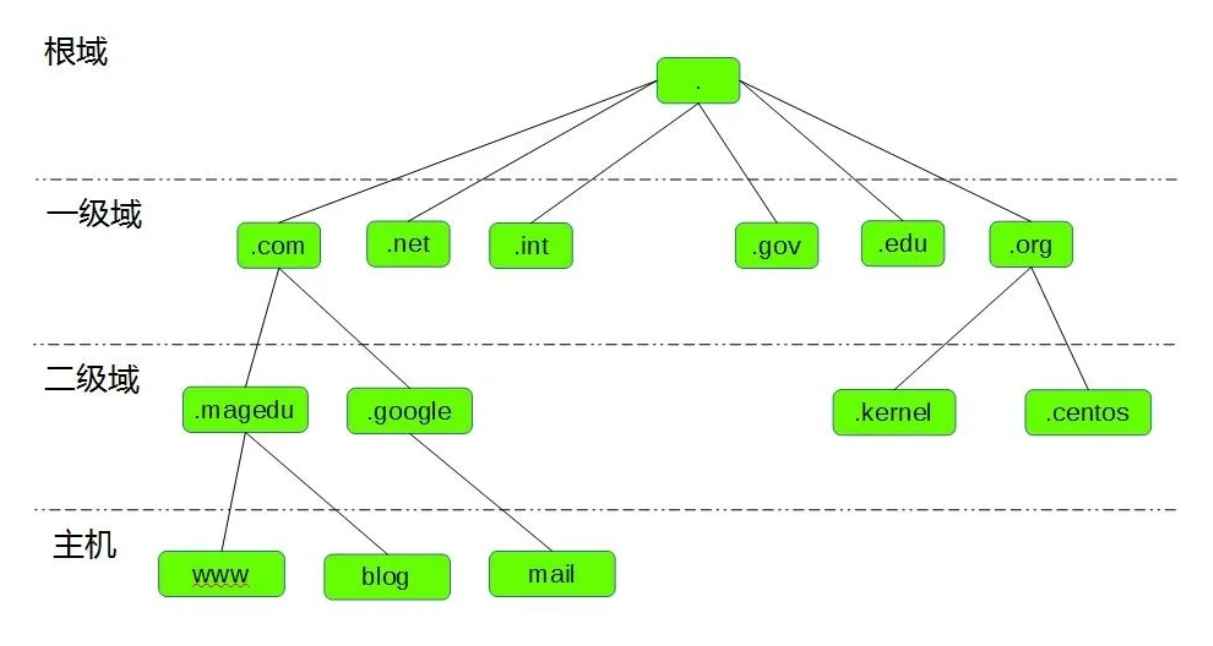 根域
.
一级域
.com
.net
.int
.gov
.edu
.org
二级域
.magedu
.google
.kernel
.centos
主机
www
blog
mail